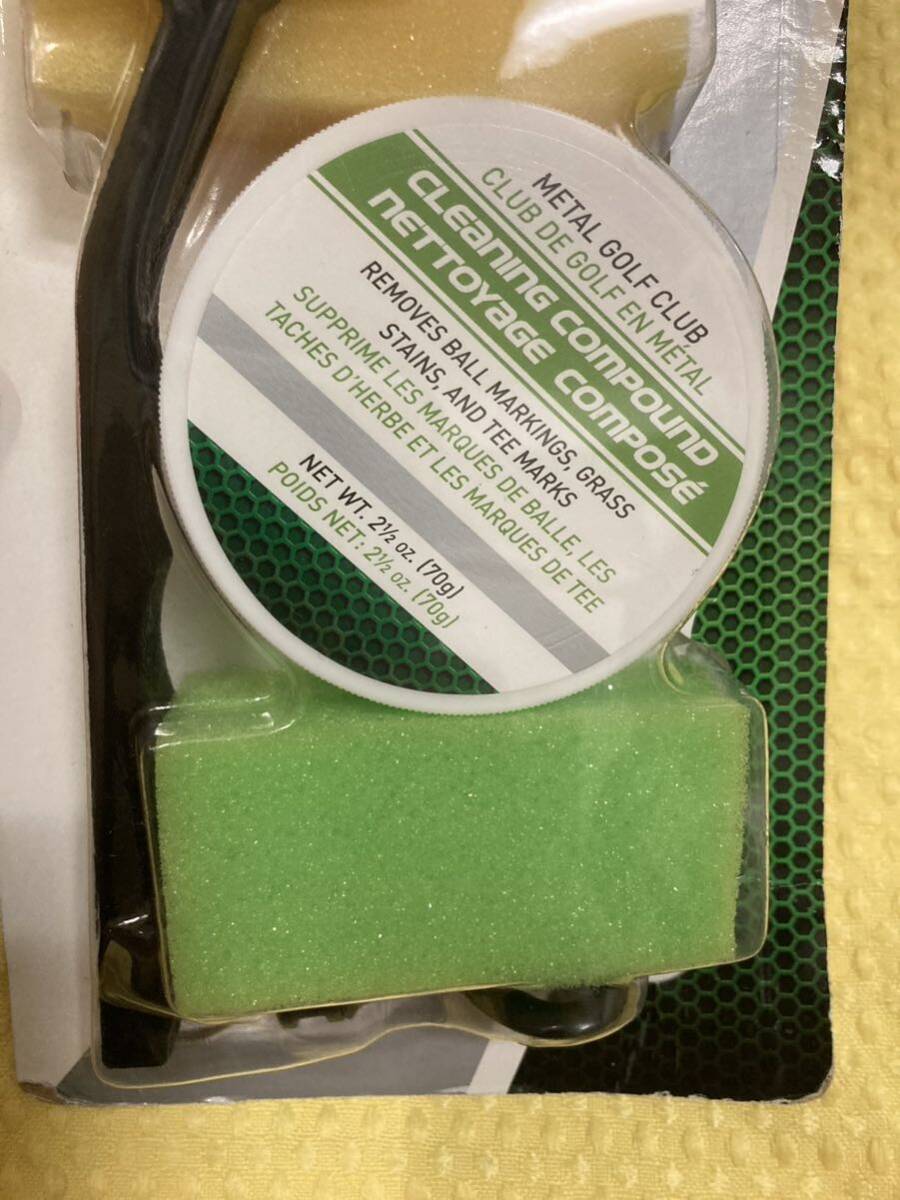 METAL GOLF CLUB
CLUB DE GOLF EN MÉTAL
CLEANING COMPOUND
NETTOYAGE COMPOSÉ
REMOVES BALL MARKINGS, GRASS
STAINS, AND TEE MARKS
SUPPRIME LES MARQUES DE BALLE, LES
TACHES D'HERBE ET LES MARQUES DE TEE
NET WT. 2½ oz. (70g)
POIDS NET: 2½ oz. (70g)